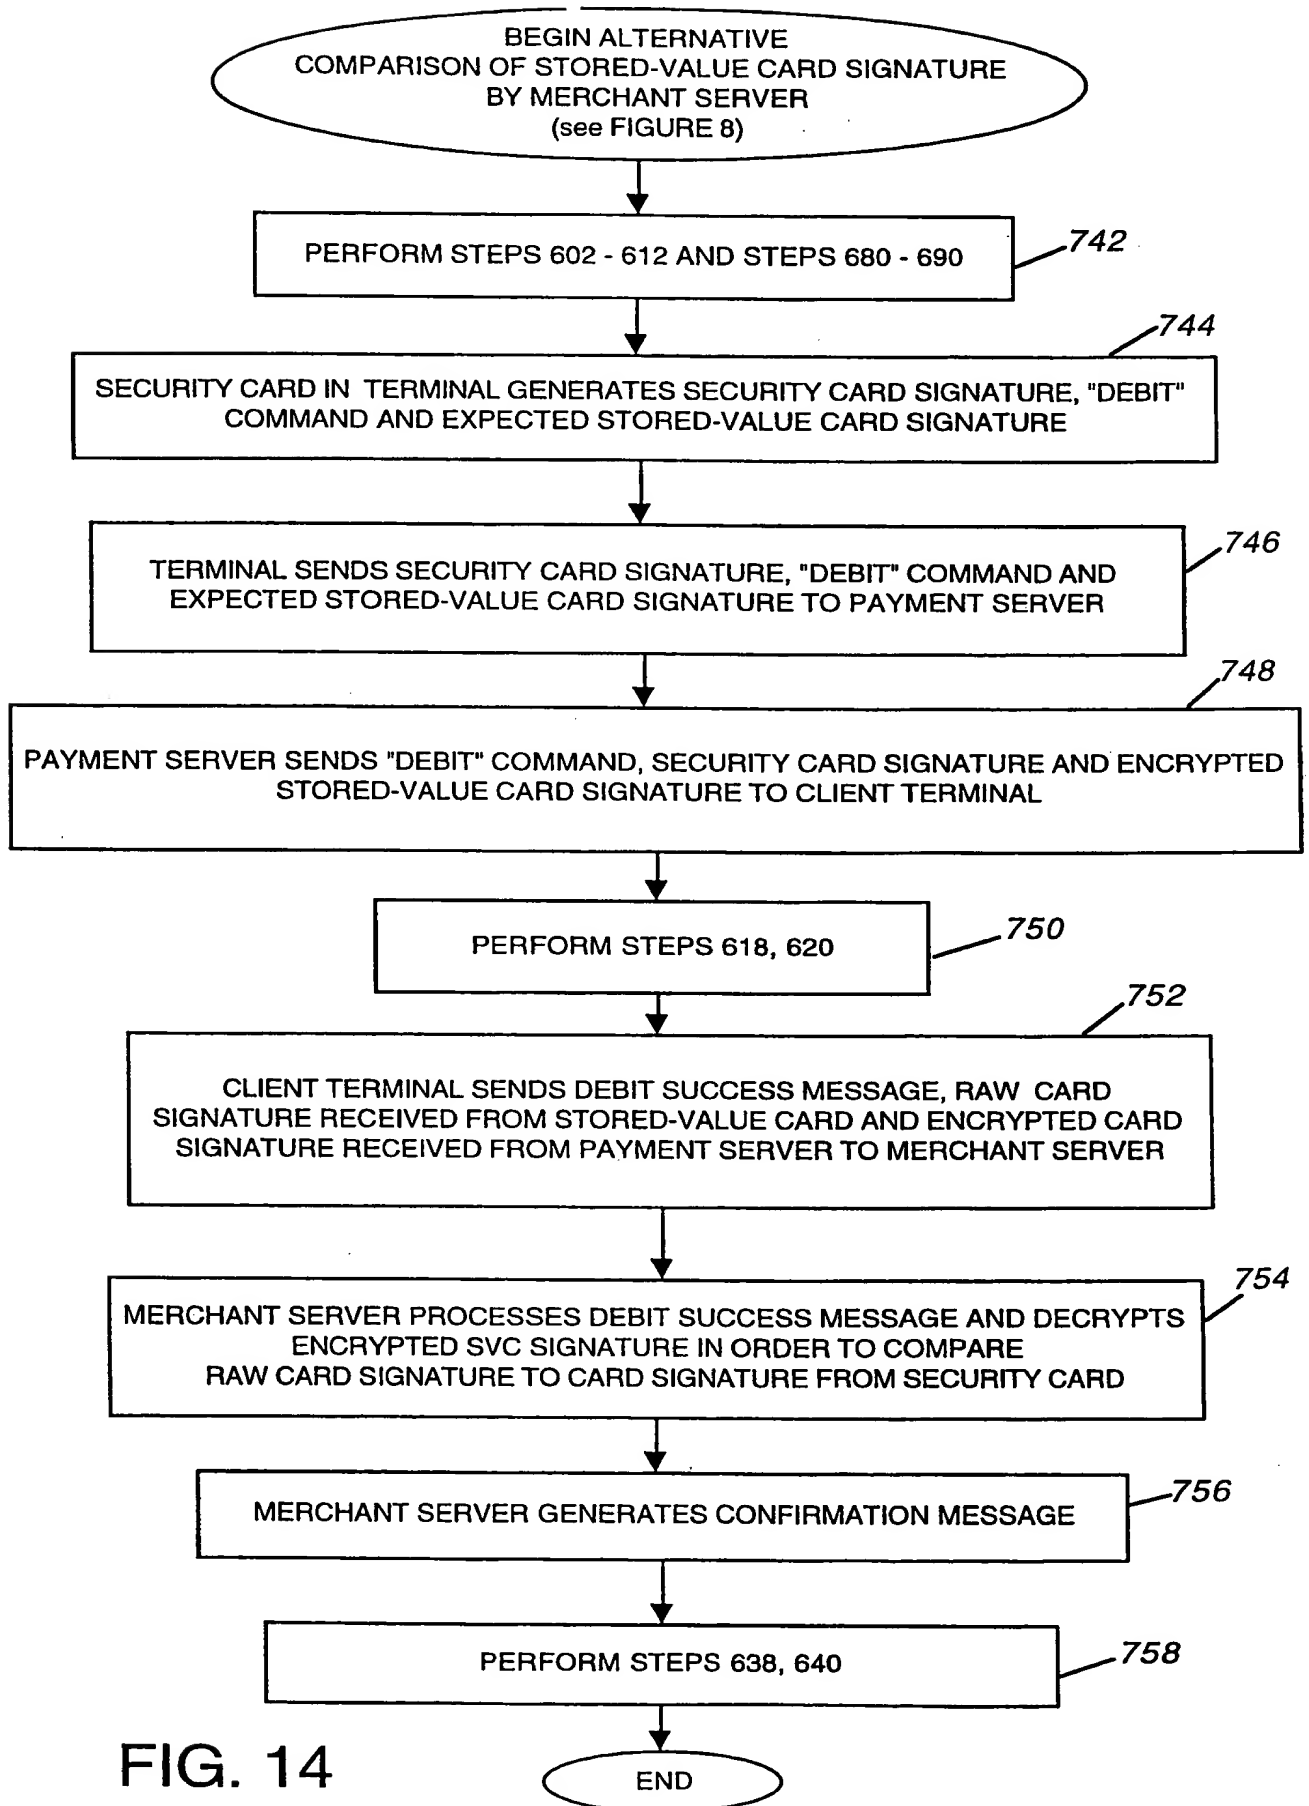 BEGIN ALTERNATIVE
COMPARISON OF STORED-VALUE CARD SIGNATURE
BY MERCHANT SERVER
(see FIGURE 8)
PERFORM STEPS 602 - 612 AND STEPS 680 - 690
742
744
SECURITY CARD IN TERMINAL GENERATES SECURITY CARD SIGNATURE, "DEBIT"
COMMAND AND EXPECTED STORED-VALUE CARD SIGNATURE
746
TERMINAL SENDS SECURITY CARD SIGNATURE, "DEBIT" COMMAND AND
EXPECTED STORED-VALUE CARD SIGNATURE TO PAYMENT SERVER
748
PAYMENT SERVER SENDS "DEBIT" COMMAND, SECURITY CARD SIGNATURE AND ENCRYPTED
STORED-VALUE CARD SIGNATURE TO CLIENT TERMINAL
PERFORM STEPS 618, 620
750
752
CLIENT TERMINAL SENDS DEBIT SUCCESS MESSAGE, RAW CARD
SIGNATURE RECEIVED FROM STORED-VALUE CARD AND ENCRYPTED CARD
SIGNATURE RECEIVED FROM PAYMENT SERVER TO MERCHANT SERVER
754
MERCHANT SERVER PROCESSES DEBIT SUCCESS MESSAGE AND DECRYPTS
ENCRYPTED SVC SIGNATURE IN ORDER TO COMPARE
RAW CARD SIGNATURE TO CARD SIGNATURE FROM SECURITY CARD
MERCHANT SERVER GENERATES CONFIRMATION MESSAGE
756
PERFORM STEPS 638, 640
758
FIG. 14
END